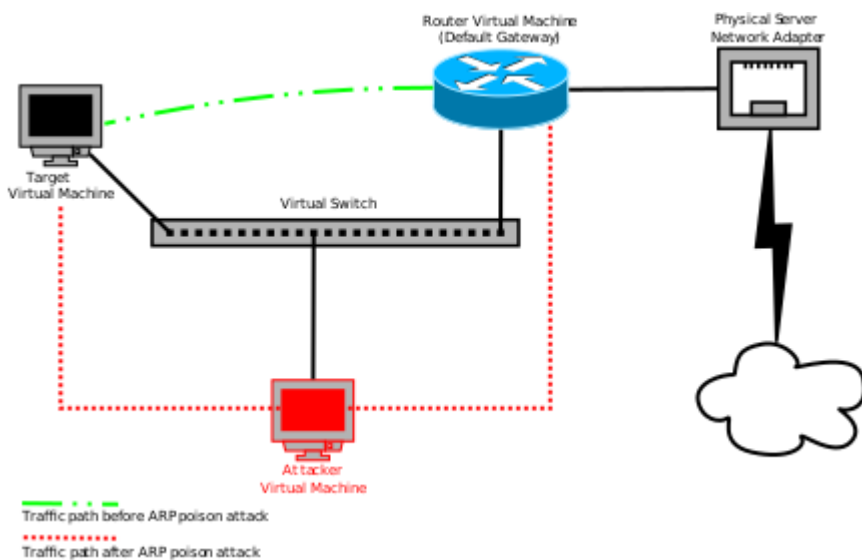 Router Virtual Machine
(Default Gateway)
Physical Server
Network Adapter
Target
Virtual Machine
Virtual Switch
Attacker
Virtual Machine
Traffic path before ARP poison attack
Traffic path after ARP poison attack